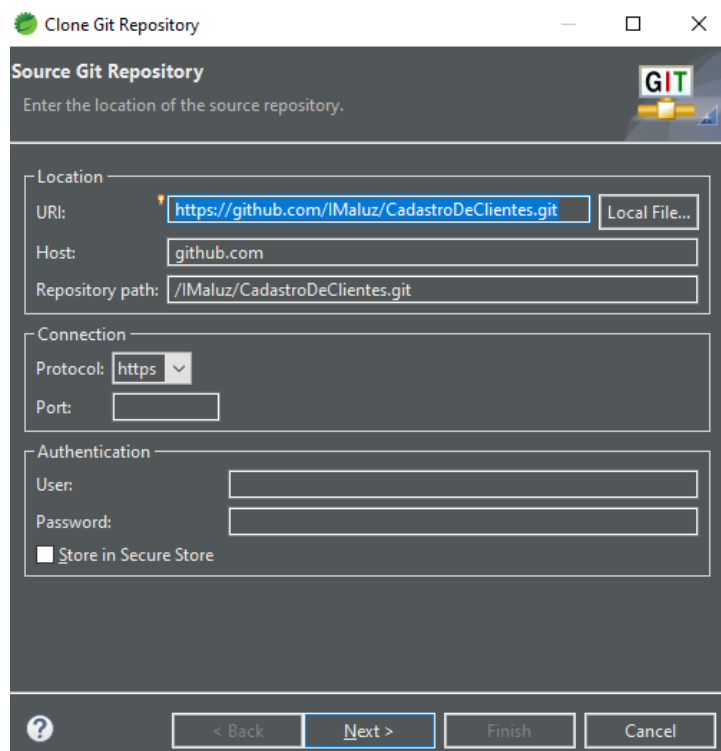 Clone Git Repository
Source Git Repository
Enter the location of the source repository.
GIT
Location
URI: https://github.com/IMaluz/CadastroDeClientes.git Local File...
Host: github.com
Repository path: /IMaluz/CadastroDeClientes.git
Connection
Protocol: https
Port:
Authentication
User:
Password:
Store in Secure Store
? < Back Next > Finish Cancel